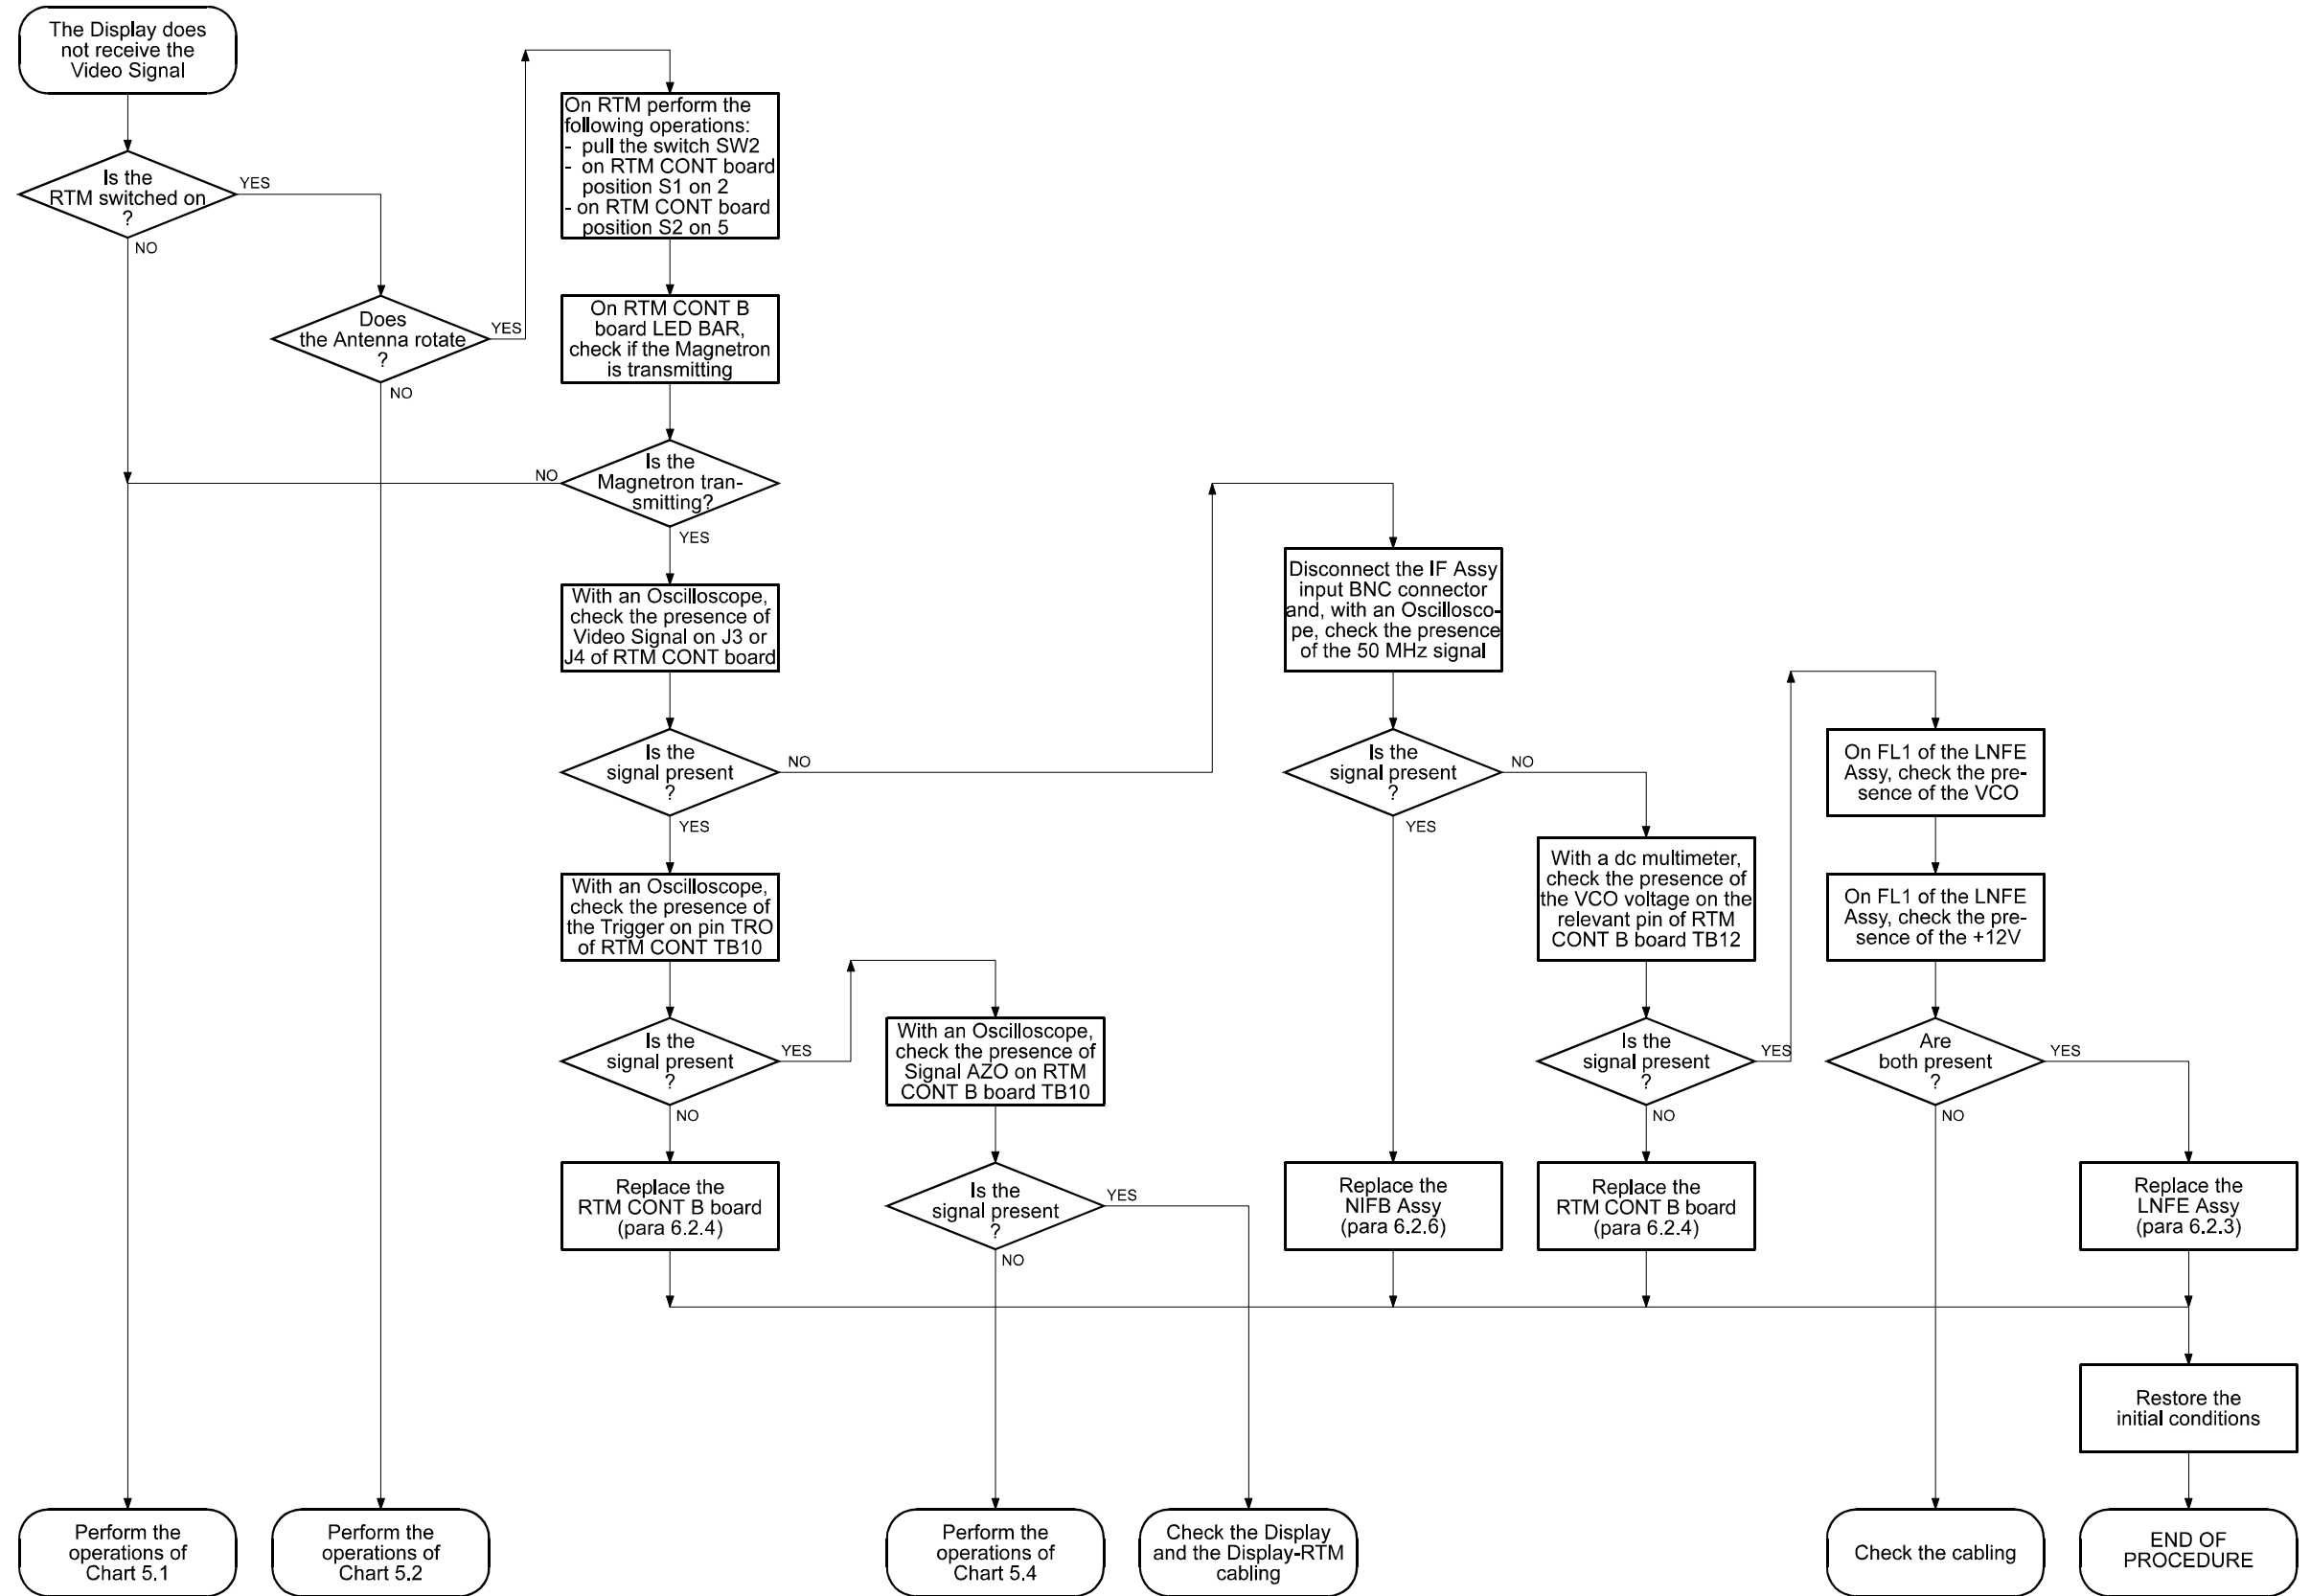 The Display does
not receive the
Video Signal
Is the
RTM switched on
?
YES
NO
Does
the Antenna rotate
?
YES
NO
On RTM perform the
following operations:
- pull the switch SW2
- on RTM CONT board
position S1 on 2
- on RTM CONT board
position S2 on 5
On RTM CONT B
board LED BAR,
check if the Magnetron
is transmitting
Is the
Magnetron tran-
smitting?
NO
YES
With an Oscilloscope,
check the presence of
Video Signal on J3 or
J4 of RTM CONT board
Is the
signal present
?
NO
YES
With an Oscilloscope,
check the presence of
the Trigger on pin TRO
of RTM CONT TB10
Is the
signal present
?
YES
NO
Replace the
RTM CONT B board
(para 6.2.4)
With an Oscilloscope,
check the presence of
Signal AZO on RTM
CONT B board TB10
Is the
signal present
?
YES
NO
Disconnect the IF Assy
input BNC connector
and, with an Oscillosco-
pe, check the presence
of the 50 MHz signal
Is the
signal present
?
NO
YES
Replace the
NIFB Assy
(para 6.2.6)
With a dc multimeter,
check the presence of
the VCO voltage on the
relevant pin of RTM
CONT B board TB12
Is the
signal present
?
YES
NO
Replace the
RTM CONT B board
(para 6.2.4)
On FL1 of the LNFE
Assy, check the pre-
sence of the VCO
On FL1 of the LNFE
Assy, check the pre-
sence of the +12V
Are
both present
?
YES
NO
Replace the
LNFE Assy
(para 6.2.3)
Restore the
initial conditions
Perform the
operations of
Chart 5.1
Perform the
operations of
Chart 5.2
Perform the
operations of
Chart 5.4
Check the Display
and the Display-RTM
cabling
Check the cabling
END OF
PROCEDURE